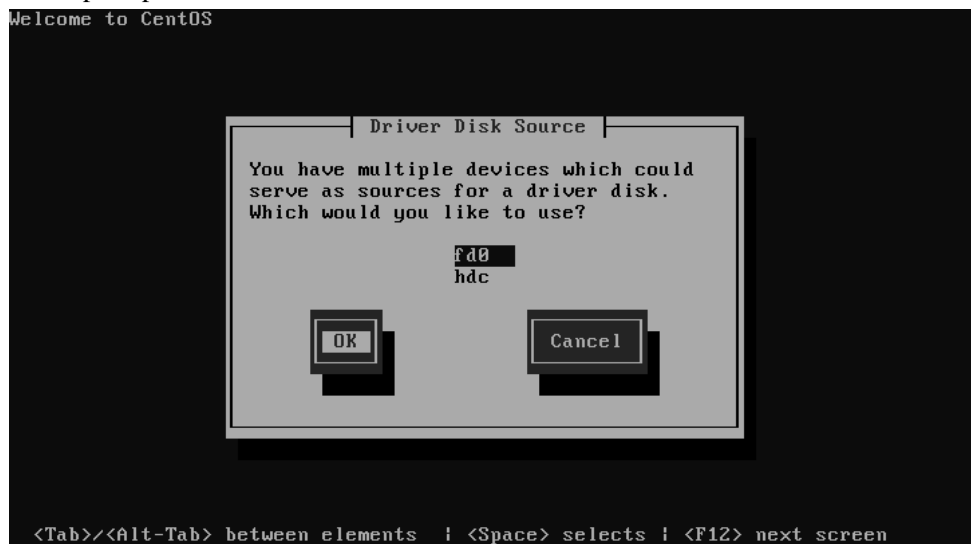 Welcome to CentOS
Driver Disk Source
You have multiple devices which could
serve as sources for a driver disk.
Which would you like to use?
fd0
hdc
OK Cancel
<Tab>/<Alt-Tab> between elements | <Space> selects | <F12> next screen